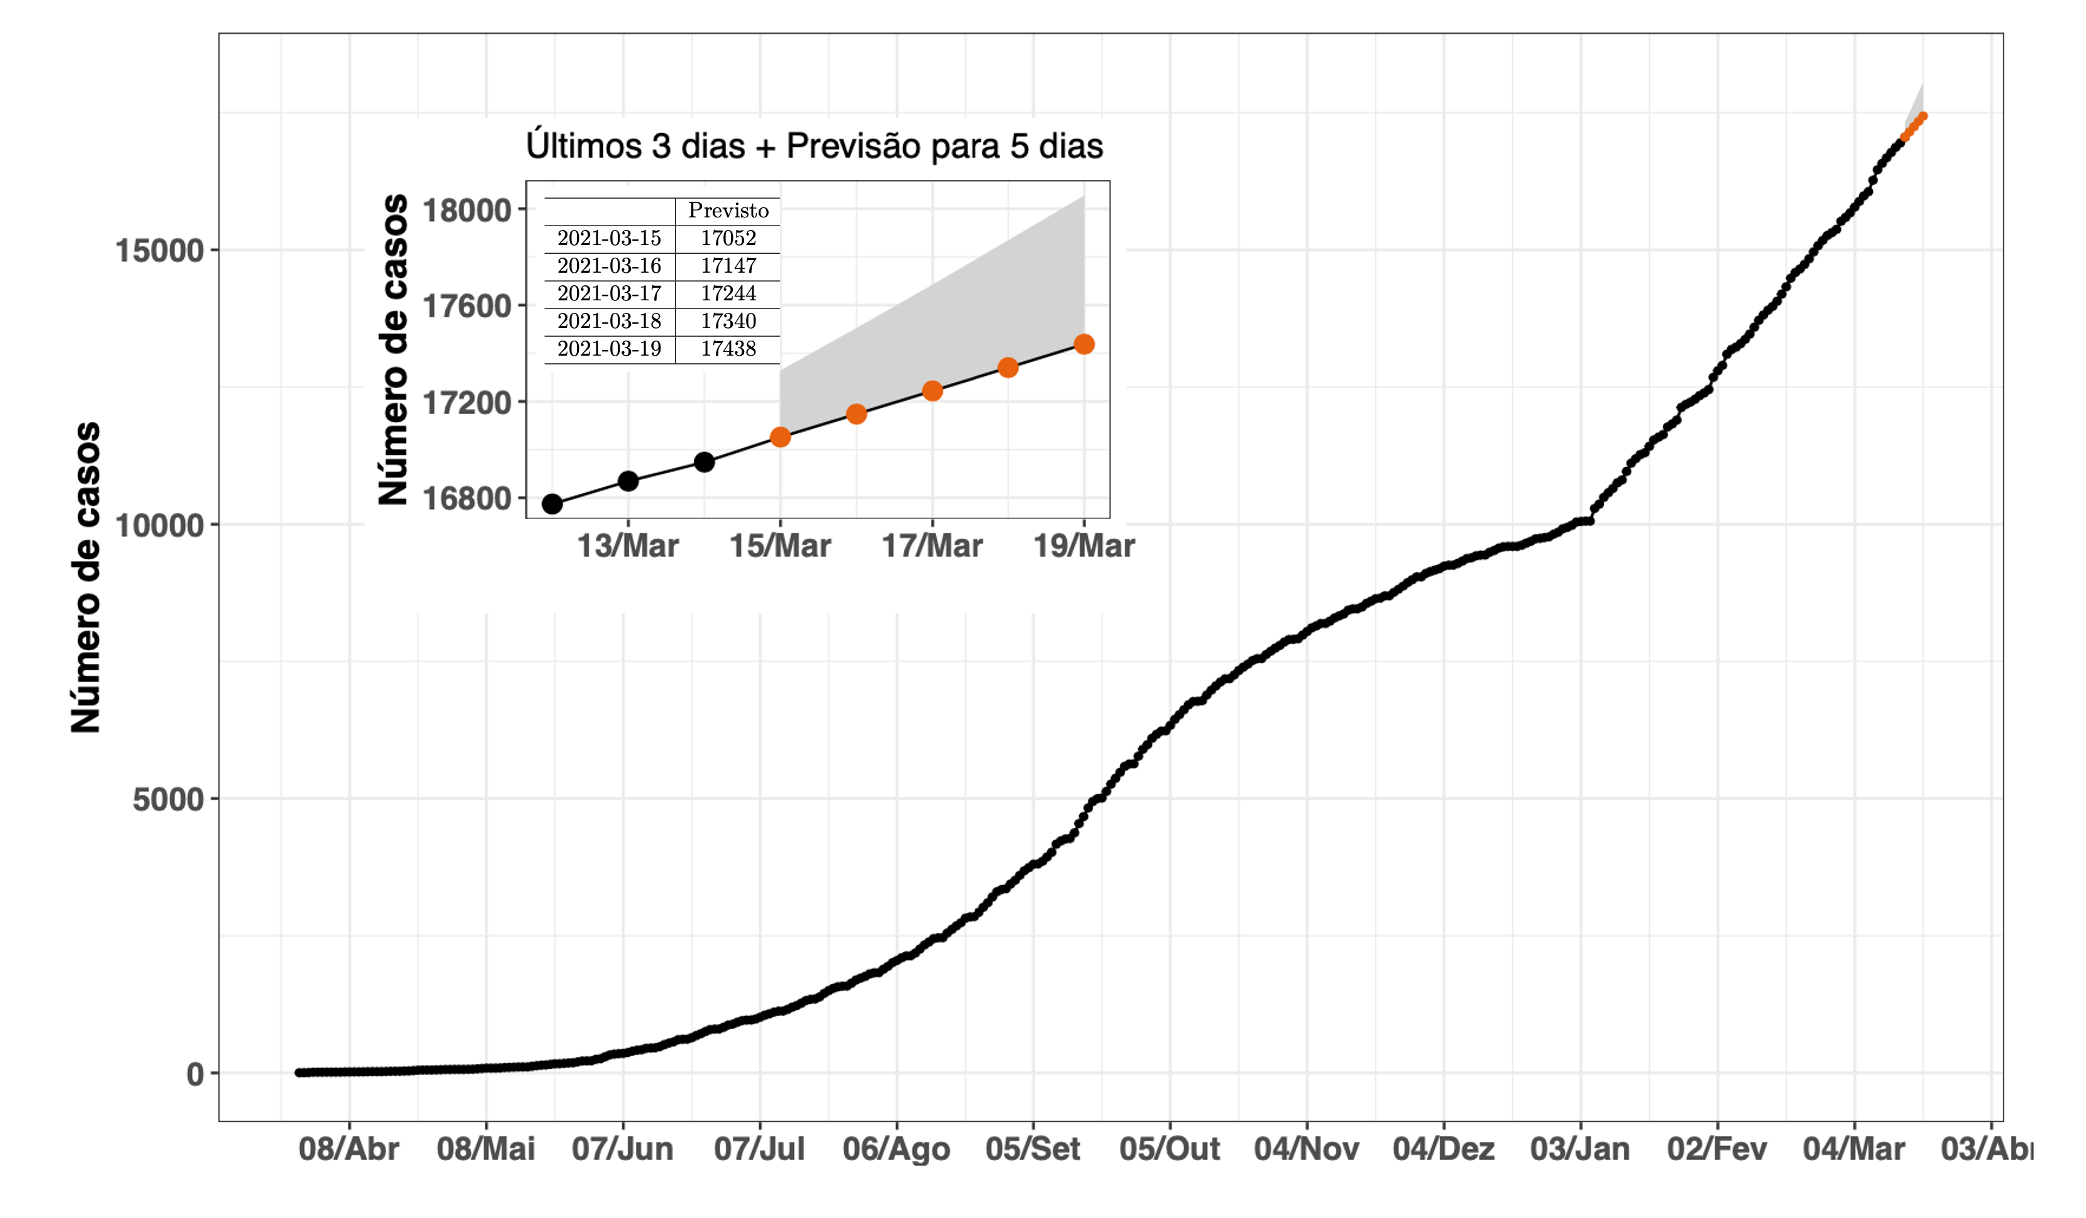 Últimos 3 dias + Previsão para 5 dias
Número de casos
18000
17600
17200
16800
Previsto
2021-03-15 17052
2021-03-16 17147
2021-03-17 17244
2021-03-18 17340
2021-03-19 17438
13/Mar 15/Mar 17/Mar 19/Mar
Número de casos
15000
10000
5000
0
08/Abr 08/Mai 07/Jun 07/Jul 06/Ago 05/Set 05/Out 04/Nov 04/Dez 03/Jan 02/Fev 04/Mar 03/Ab